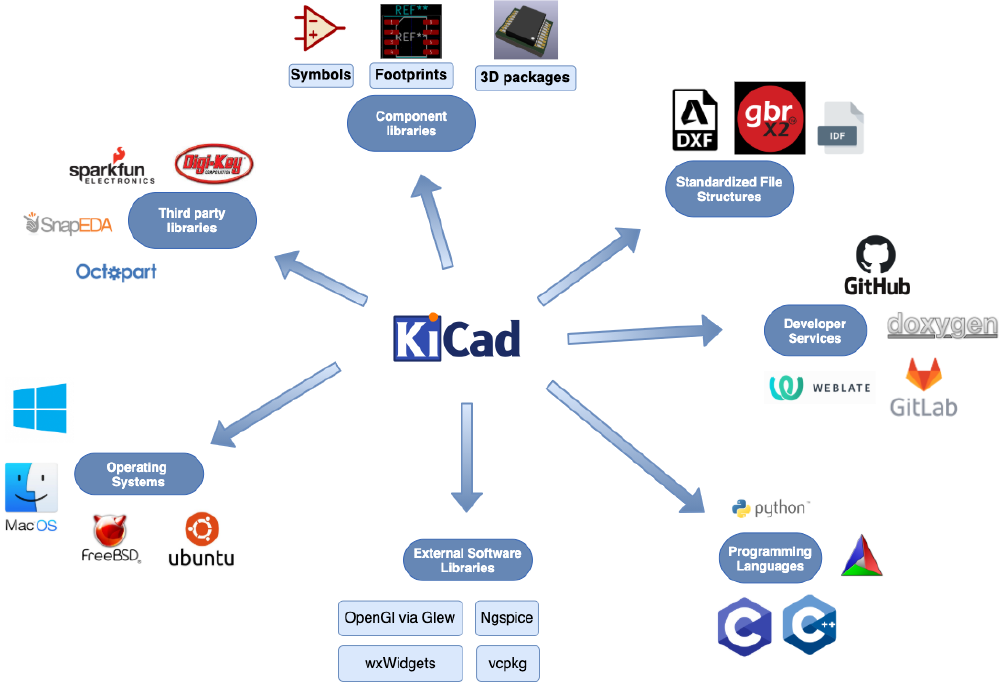 REF**
REF**
Symbols
Footprints
3D packages
Component
libraries
DXF
gbr
X2
IDF
Standardized File
Structures
sparkfun
ELECTRONICS
Digi-Key
CORPORATION
SnapEDA
Third party
libraries
Octopart
GitHub
Developer
Services
doxygen
WEBLATE
GitLab
KiCad
Operating
Systems
Mac OS
FreeBSD
ubuntu
External Software
Libraries
OpenGl via Glew
Ngspice
wxWidgets
vcpkg
python™
Programming
Languages
C
C++